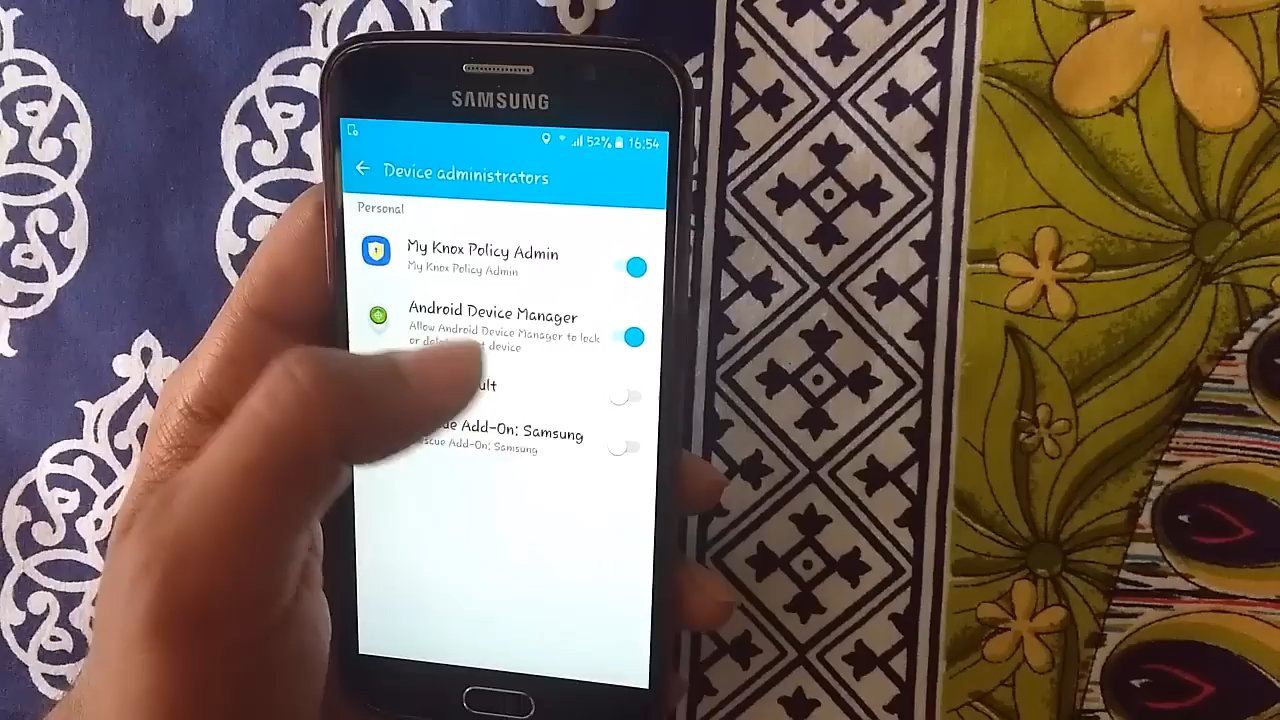 SAMSUNG
52% 16:54
Device administrators
Personal
My Knox Policy Admin
My Knox Policy Admin
Android Device Manager
Allow Android Device Manager to lock
or device
Add-On: Samsung
Add-On: Samsung